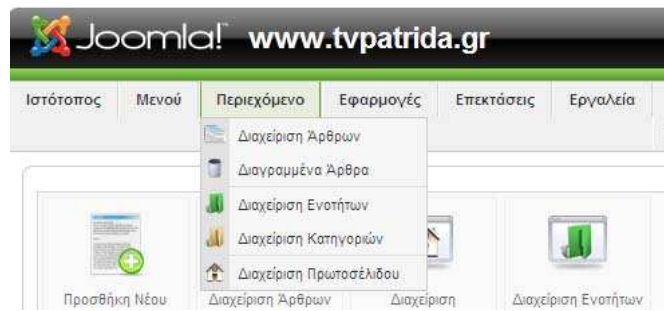 Joomla! www.tvpatrida.gr
Ιστότοπος Μενού Περιεχόμενο Εφαρμογές Επεκτάσεις Εργαλεία
Διαχείριση Άρθρων
Διαγραμμένα Άρθρα
Διαχείριση Ενοτήτων
Διαχείριση Κατηγοριών
Διαχείριση Πρωτοσέλιδου
Προσθήκη Νέου Διαχείριση Άρθρων Διαχείριση Διαχείριση Ενοτήτων